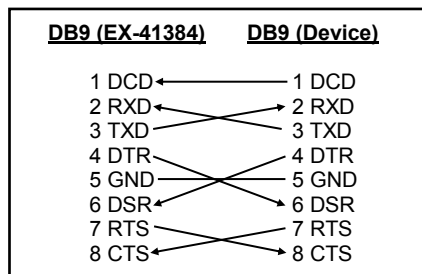 DB9 (EX-41384) DB9 (Device)
1 DCD 1 DCD
2 RXD 2 RXD
3 TXD 3 TXD
4 DTR 4 DTR
5 GND 5 GND
6 DSR 6 DSR
7 RTS 7 RTS
8 CTS 8 CTS